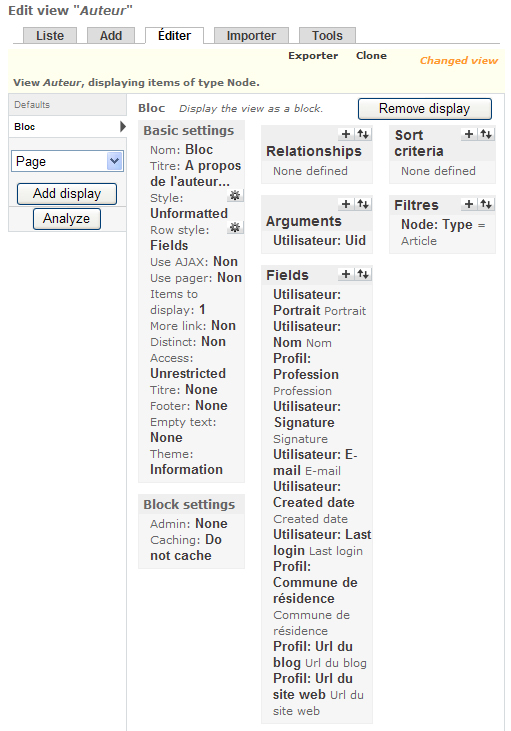 Edit view "Auteur"
Liste Add Éditer Importer Tools
Exporter Clone Changed view
View Auteur, displaying items of type Node.
Defaults
Bloc
Page
Add display
Analyze
Bloc Display the view as a block. Remove display
Basic settings
Nom: Bloc
Titre: A propos
de l'auteur...
Style:
Unformatted
Row style:
Fields
Use AJAX: Non
Use pager: Non
Items to
display: 1
More link: Non
Distinct: Non
Access:
Unrestricted
Titre: None
Footer: None
Empty text:
None
Theme:
Information
Block settings
Admin: None
Caching: Do
not cache
Relationships
None defined
Arguments
Utilisateur: Uid
Fields
Utilisateur:
Portrait Portrait
Utilisateur:
Nom Nom
Profil:
Profession
Profession
Utilisateur:
Signature
Signature
Utilisateur: E-
mail E-mail
Utilisateur:
Created date
Created date
Utilisateur: Last
login Last login
Profil:
Commune de
résidence
Commune de
résidence
Profil: Url du
blog Url du blog
Profil: Url du
site web Url du
site web
Sort
criteria
None defined
Filtres
Node: Type =
Article